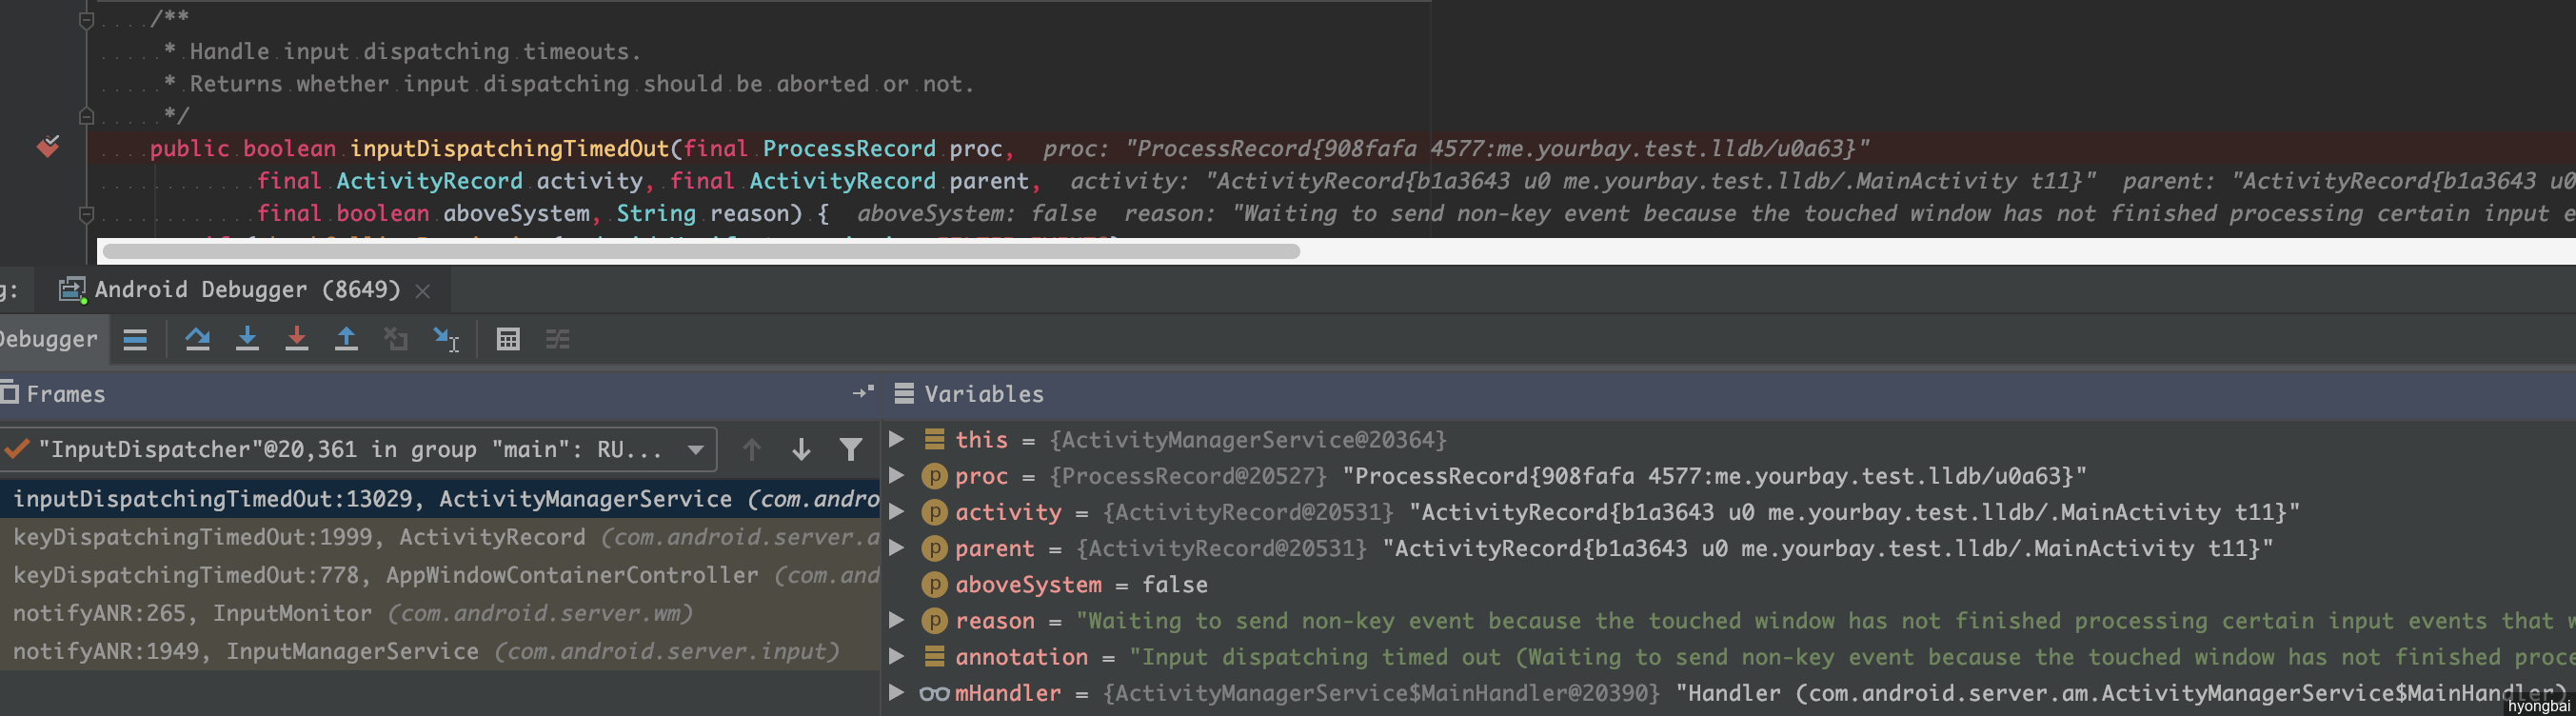 /**
* Handle input dispatching timeouts.
* Returns whether input dispatching should be aborted or not.
*/
public boolean inputDispatchingTimedOut(final ProcessRecord proc, proc: "ProcessRecord{908fafa 4577:me.yourbay.test.lldb/u0a63}"
final ActivityRecord activity, final ActivityRecord parent, activity: "ActivityRecord{b1a3643 u0 me.yourbay.test.lldb/.MainActivity t11}" parent: "ActivityRecord{b1a3643 u0
final boolean aboveSystem, String reason) { aboveSystem: false reason: "Waiting to send non-key event because the touched window has not finished processing certain input e
g: Android Debugger (8649)
Debugger
Frames
Variables
"InputDispatcher"@20,361 in group "main": RU...
inputDispatchingTimedOut:13029, ActivityManagerService (com.andro
keyDispatchingTimedOut:1999, ActivityRecord (com.android.server.a
keyDispatchingTimedOut:778, AppWindowContainerController (com.and
notifyANR:265, InputMonitor (com.android.server.wm)
notifyANR:1949, InputManagerService (com.android.server.input)
this = {ActivityManagerService@20364}
p proc = {ProcessRecord@20527} "ProcessRecord{908fafa 4577:me.yourbay.test.lldb/u0a63}"
p activity = {ActivityRecord@20531} "ActivityRecord{b1a3643 u0 me.yourbay.test.lldb/.MainActivity t11}"
p parent = {ActivityRecord@20531} "ActivityRecord{b1a3643 u0 me.yourbay.test.lldb/.MainActivity t11}"
p aboveSystem = false
p reason = "Waiting to send non-key event because the touched window has not finished processing certain input events that w
annotation = "Input dispatching timed out (Waiting to send non-key event because the touched window has not finished proce
mHandler = {ActivityManagerService$MainHandler@20390} "Handler (com.android.server.am.ActivityManagerService$MainHandler)
hyongbai